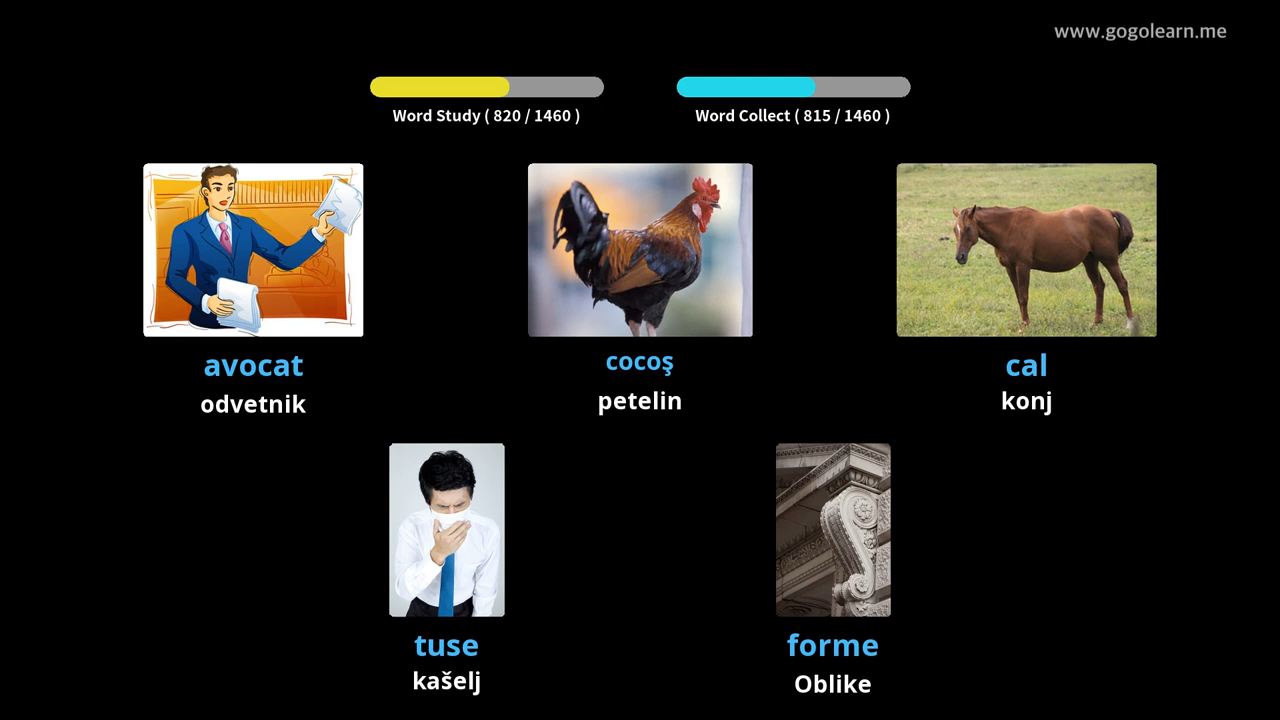 www.gogolearn.me
Word Study ( 820 / 1460 )
Word Collect ( 815 / 1460 )
avocat
odvetnik
cocoş
petelin
cal
konj
tuse
kašelj
forme
Oblike